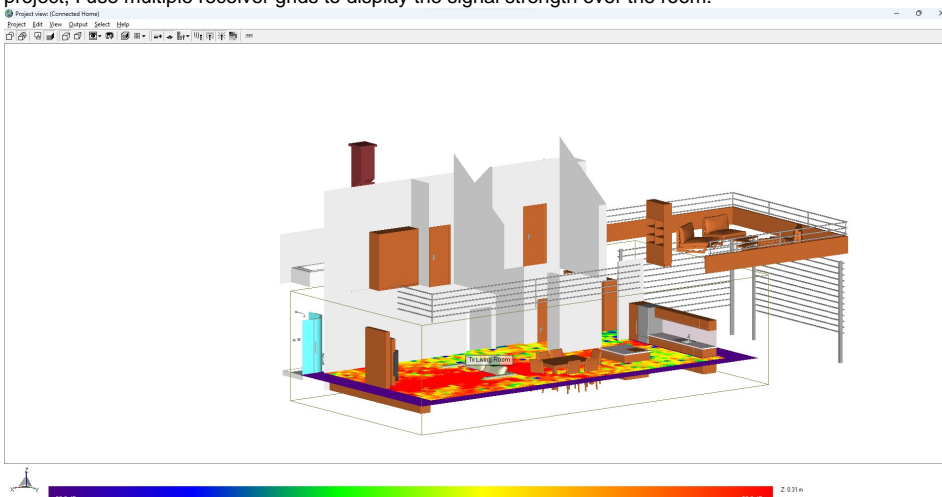 project, I use multiple receiver grids to display the signal strength over the room.
Project view: (Connected Home)
Project Edit View Output Select Help
Tx Living Room
Z: 0.31 m